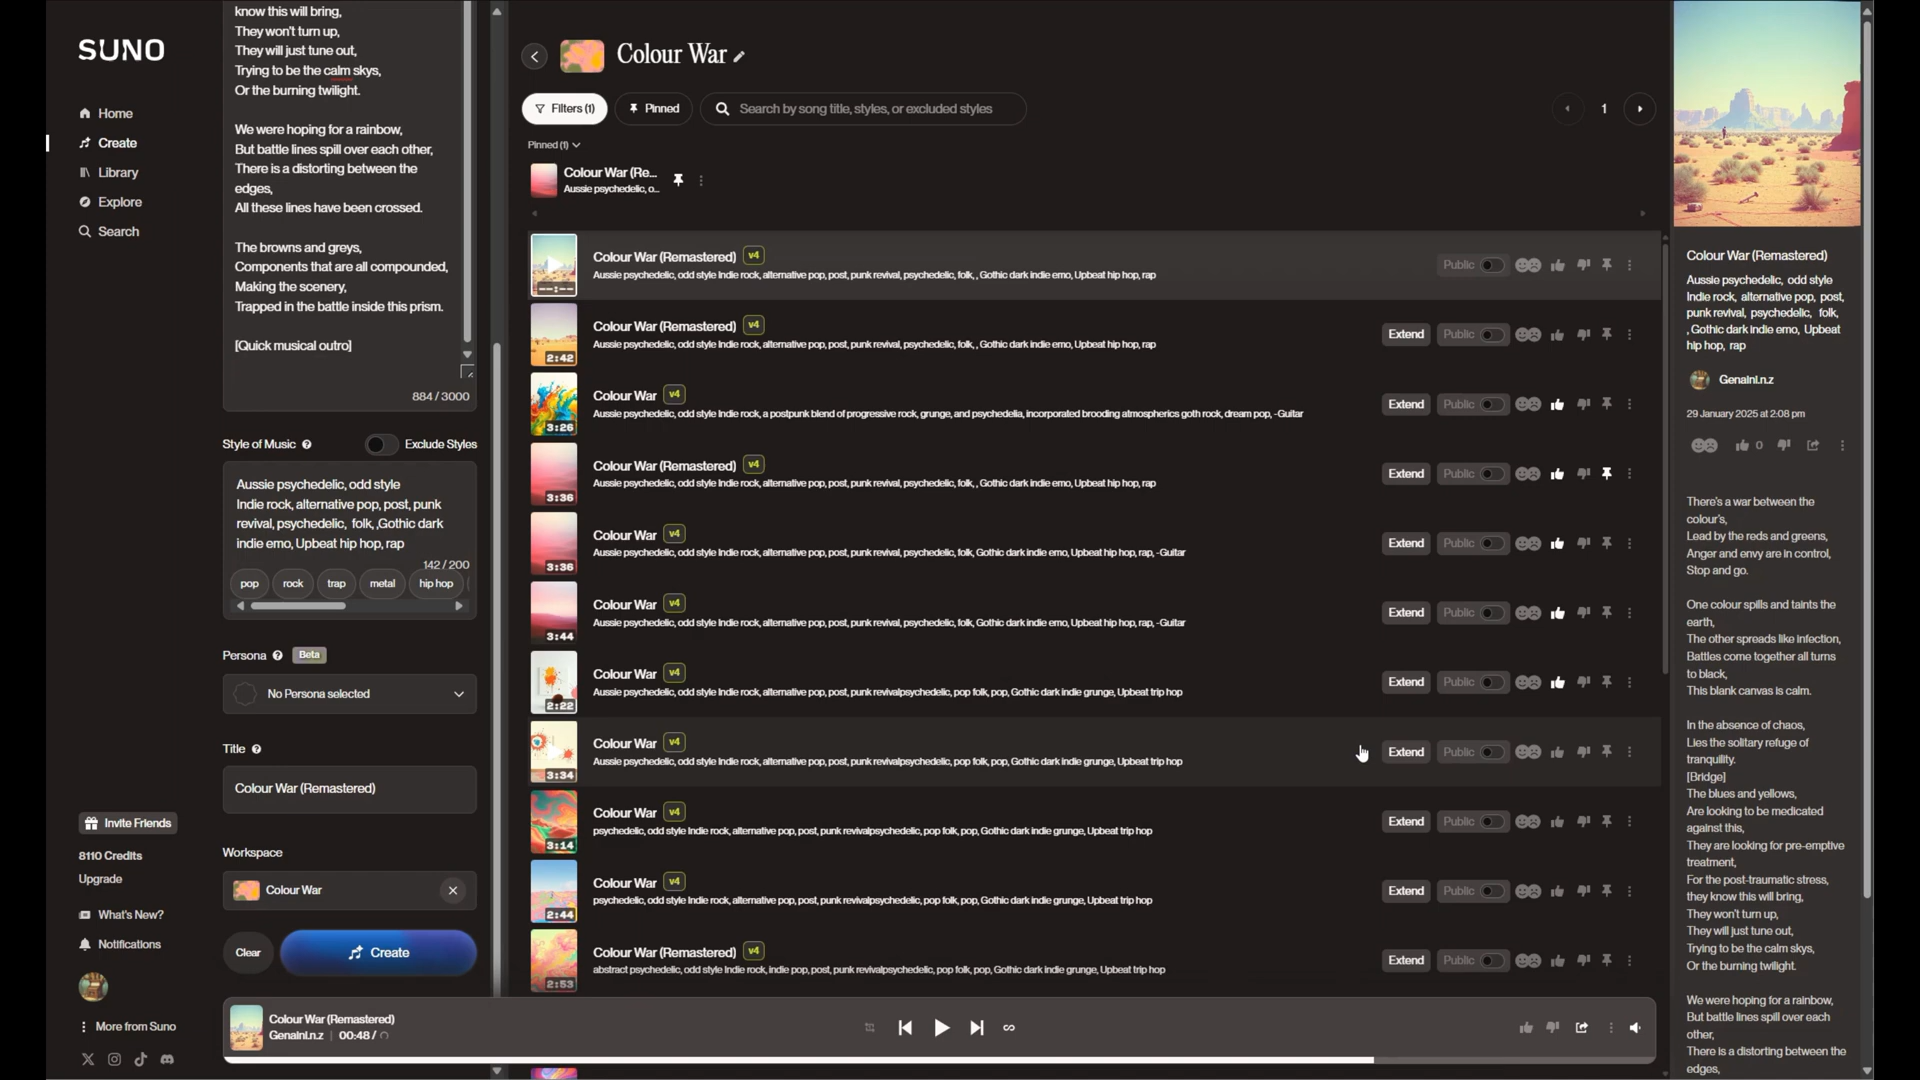 SUNO
Home
Create
Library
Explore
Search
Invite Friends
8110 Credits
Upgrade
What's New?
Notifications
More from Suno
know this will bring,
They won't turn up,
They will just tune out,
Trying to be the calm skys,
Or the burning twilight.
We were hoping for a rainbow,
But battle lines spill over each other,
There is a distorting between the
edges,
All these lines have been crossed.
The browns and greys,
Components that are all compounded,
Making the scenery,
Trapped in the battle inside this prism.
[Quick musical outro]
884 / 3000
Style of Music
Exclude Styles
Aussie psychedelic, odd style
Indie rock, alternative pop, post, punk
revival, psychedelic, folk, ,Gothic dark
indie emo, Upbeat hip hop, rap
142 / 200
pop rock trap metal hip hop
Persona
Beta
No Persona selected
Title
Colour War (Remastered)
Workspace
Colour War
Clear
Create
Colour War
Filters (1)
Pinned
Search by song title, styles, or excluded styles
1
Pinned (1)
Colour War (Re...
Aussie psychedelic, o...
Colour War (Remastered) v4
Aussie psychedelic, odd style Indie rock, alternative pop, post, punk revival, psychedelic, folk, , Gothic dark indie emo, Upbeat hip hop, rap
--:--
Public
Colour War (Remastered) v4
Aussie psychedelic, odd style Indie rock, alternative pop, post, punk revival, psychedelic, folk, , Gothic dark indie emo, Upbeat hip hop, rap
2:42
Extend Public
Colour War v4
Aussie psychedelic, odd style Indie rock, a postpunk blend of progressive rock, grunge, and psychedelia, incorporated brooding atmospherics goth rock, dream pop, -Guitar
3:26
Extend Public
Colour War (Remastered) v4
Aussie psychedelic, odd style Indie rock, alternative pop, post, punk revival, psychedelic, folk, , Gothic dark indie emo, Upbeat hip hop, rap
3:36
Extend Public
Colour War v4
Aussie psychedelic, odd style Indie rock, alternative pop, post, punk revival, psychedelic, folk, Gothic dark indie emo, Upbeat hip hop, rap, -Guitar
3:36
Extend Public
Colour War v4
Aussie psychedelic, odd style Indie rock, alternative pop, post, punk revival, psychedelic, folk, Gothic dark indie emo, Upbeat hip hop, rap, -Guitar
3:44
Extend Public
Colour War v4
Aussie psychedelic, odd style Indie rock, alternative pop, post, punk revivalpsychedelic, pop folk, pop, Gothic dark indie grunge, Upbeat trip hop
2:22
Extend Public
Colour War v4
Aussie psychedelic, odd style Indie rock, alternative pop, post, punk revivalpsychedelic, pop folk, pop, Gothic dark indie grunge, Upbeat trip hop
3:34
Extend Public
Colour War v4
psychedelic, odd style Indie rock, alternative pop, post, punk revivalpsychedelic, pop folk, pop, Gothic dark indie grunge, Upbeat trip hop
3:14
Extend Public
Colour War v4
psychedelic, odd style Indie rock, alternative pop, post, punk revivalpsychedelic, pop folk, pop, Gothic dark indie grunge, Upbeat trip hop
2:44
Extend Public
Colour War (Remastered) v4
abstract psychedelic, odd style Indie rock, indie pop, post, punk revivalpsychedelic, pop folk, pop, Gothic dark indie grunge, Upbeat trip hop
2:53
Extend Public
Colour War (Remastered)
GenainI.n.z | 00:48 /
Colour War (Remastered)
Aussie psychedelic, odd style
Indie rock, alternative pop, post,
punk revival, psychedelic, folk,
, Gothic dark indie emo, Upbeat
hip hop, rap
GenainI.n.z
29 January 2025 at 2:08 pm
0
There's a war between the
colour's,
Lead by the reds and greens,
Anger and envy are in control,
Stop and go.
One colour spills and taints the
earth,
The other spreads like infection,
Battles come together all turns
to black,
This blank canvas is calm.
In the absence of chaos,
Lies the solitary refuge of
tranquility.
[Bridge]
The blues and yellows,
Are looking to be medicated
against this,
They are looking for pre-emptive
treatment,
For the post-traumatic stress,
they know this will bring,
They won't turn up,
They will just tune out,
Trying to be the calm skys,
Or the burning twilight.
We were hoping for a rainbow,
But battle lines spill over each
other,
There is a distorting between the
edges,